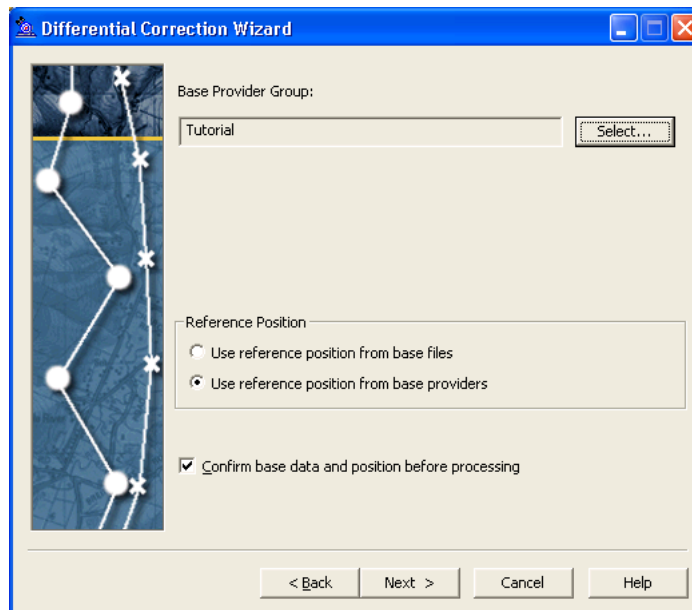 Differential Correction Wizard
Base Provider Group:
Tutorial
Select...
Reference Position
Use reference position from base files
Use reference position from base providers
Confirm base data and position before processing
< Back
Next >
Cancel
Help